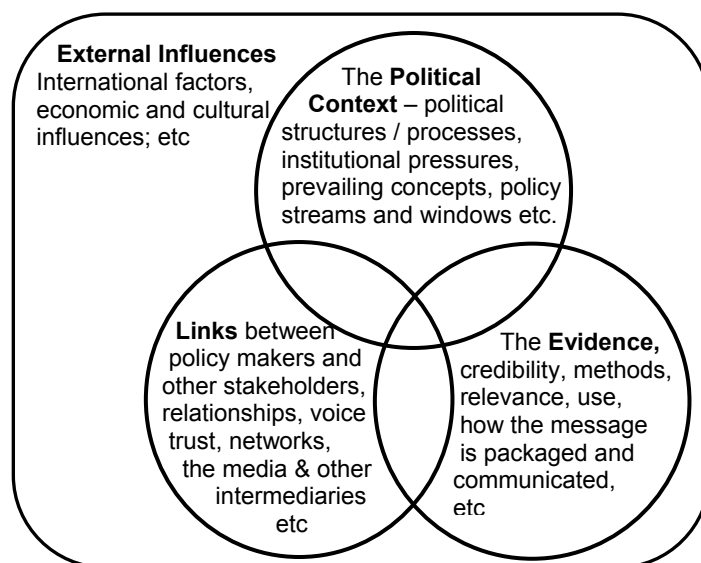 External Influences
International factors,
economic and cultural
influences; etc
The Political
Context – political
structures / processes,
institutional pressures,
prevailing concepts, policy
streams and windows etc.
Links between
policy makers and
other stakeholders,
relationships, voice
trust, networks,
the media & other
intermediaries
etc
The Evidence,
credibility, methods,
relevance, use,
how the message
is packaged and
communicated,
etc